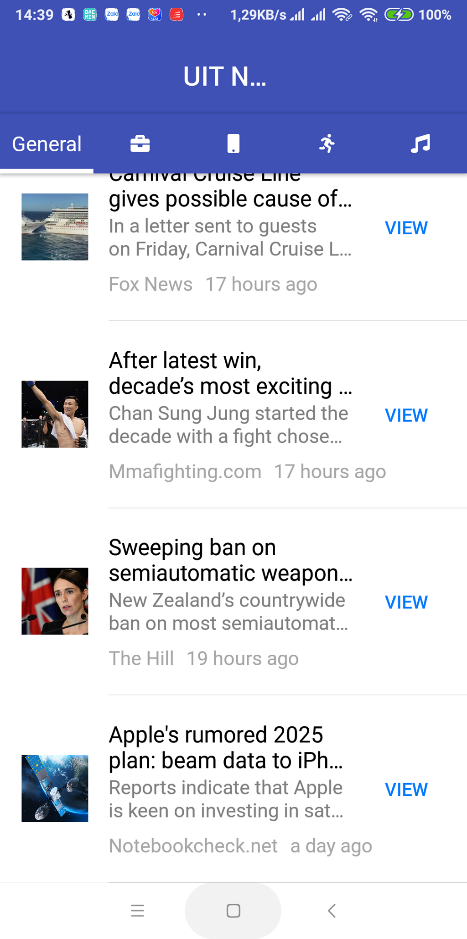 14:39 1,29KB/s 100%
UIT N...
General
Carnival Cruise Line
gives possible cause of...
In a letter sent to guests
on Friday, Carnival Cruise L...
VIEW
Fox News 17 hours ago
After latest win,
decade's most exciting ...
Chan Sung Jung started the
decade with a fight chose...
VIEW
Mmafighting.com 17 hours ago
Sweeping ban on
semiautomatic weapon...
New Zealand's countrywide
ban on most semiautomat...
VIEW
The Hill 19 hours ago
Apple's rumored 2025
plan: beam data to iPh...
Reports indicate that Apple
is keen on investing in sat...
VIEW
Notebookcheck.net a day ago